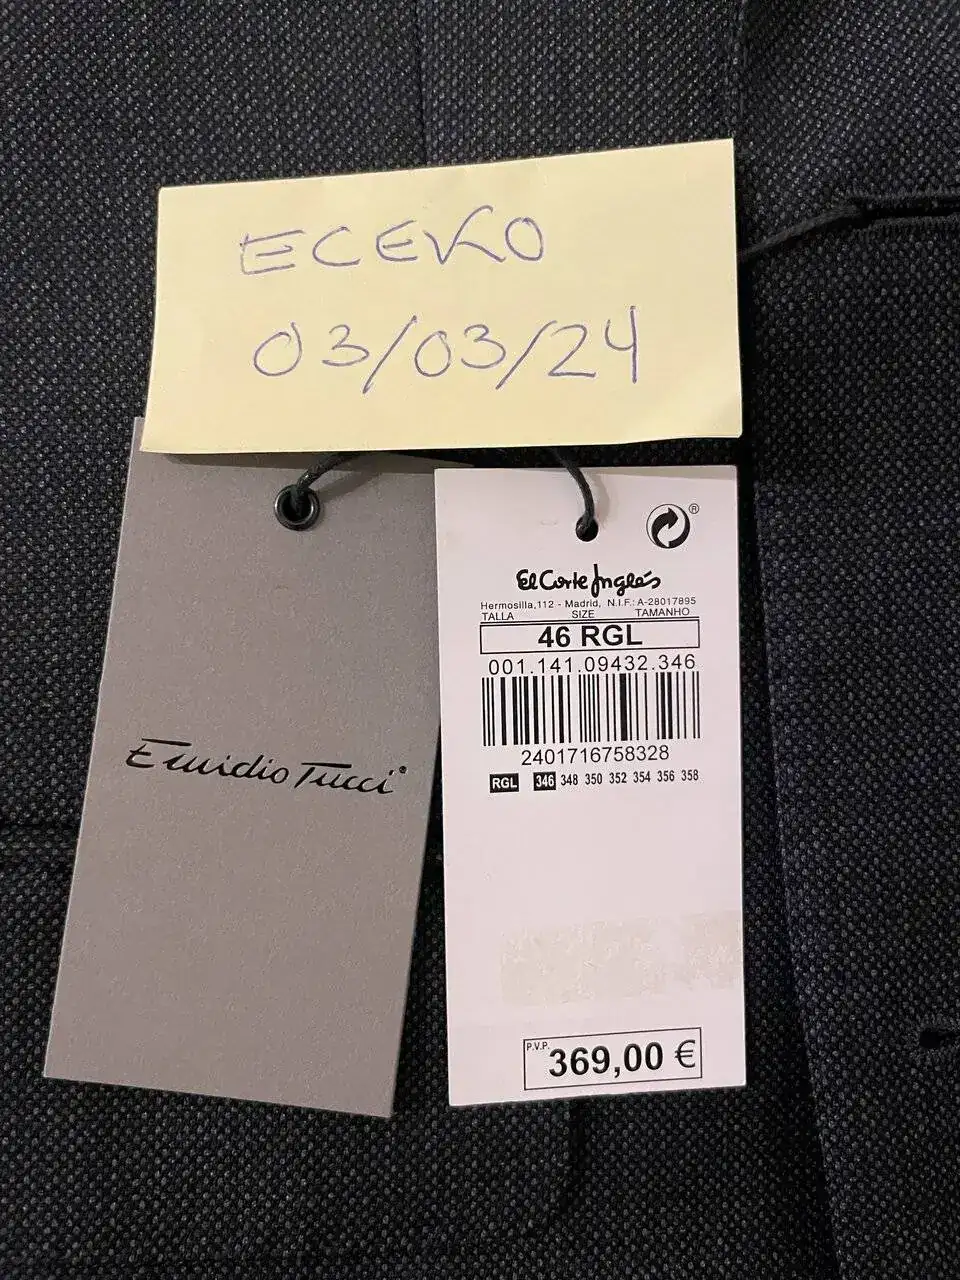 ECEKO
03/03/24
Emidio Tucci®
®
El Corte Inglés
Hermosilla,112 - Madrid, N.I.F.: A-28017895
TALLA SIZE TAMANHO
46 RGL
001.141.09432.346
2401716758328
RGL 346 348 350 352 354 356 358
P.V.P. 369,00 €